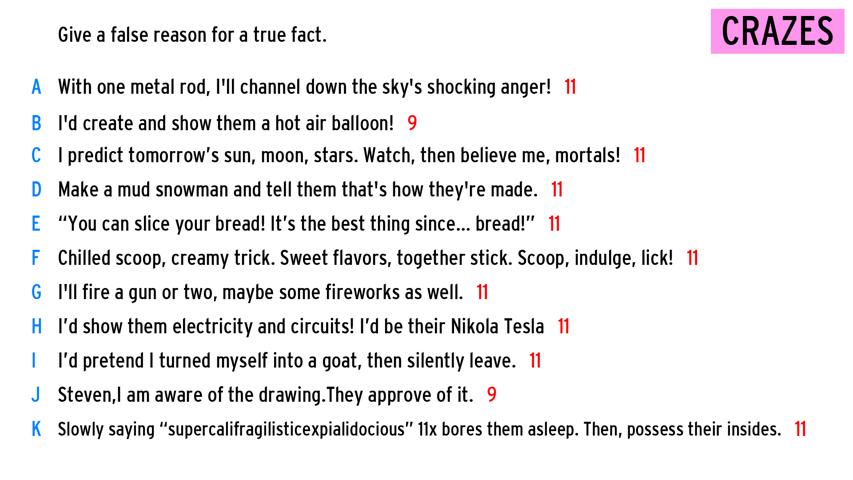 CRAZES
Give a false reason for a true fact.
A With one metal rod, I'll channel down the sky's shocking anger! 11
B I'd create and show them a hot air balloon! 9
C I predict tomorrow’s sun, moon, stars. Watch, then believe me, mortals! 11
D Make a mud snowman and tell them that's how they're made. 11
E “You can slice your bread! It’s the best thing since... bread!” 11
F Chilled scoop, creamy trick. Sweet flavors, together stick. Scoop, indulge, lick! 11
G I'll fire a gun or two, maybe some fireworks as well. 11
H I’d show them electricity and circuits! I’d be their Nikola Tesla 11
I I’d pretend I turned myself into a goat, then silently leave. 11
J Steven,I am aware of the drawing.They approve of it. 9
K Slowly saying “supercalifragilisticexpialidocious” 11x bores them asleep. Then, possess their insides. 11